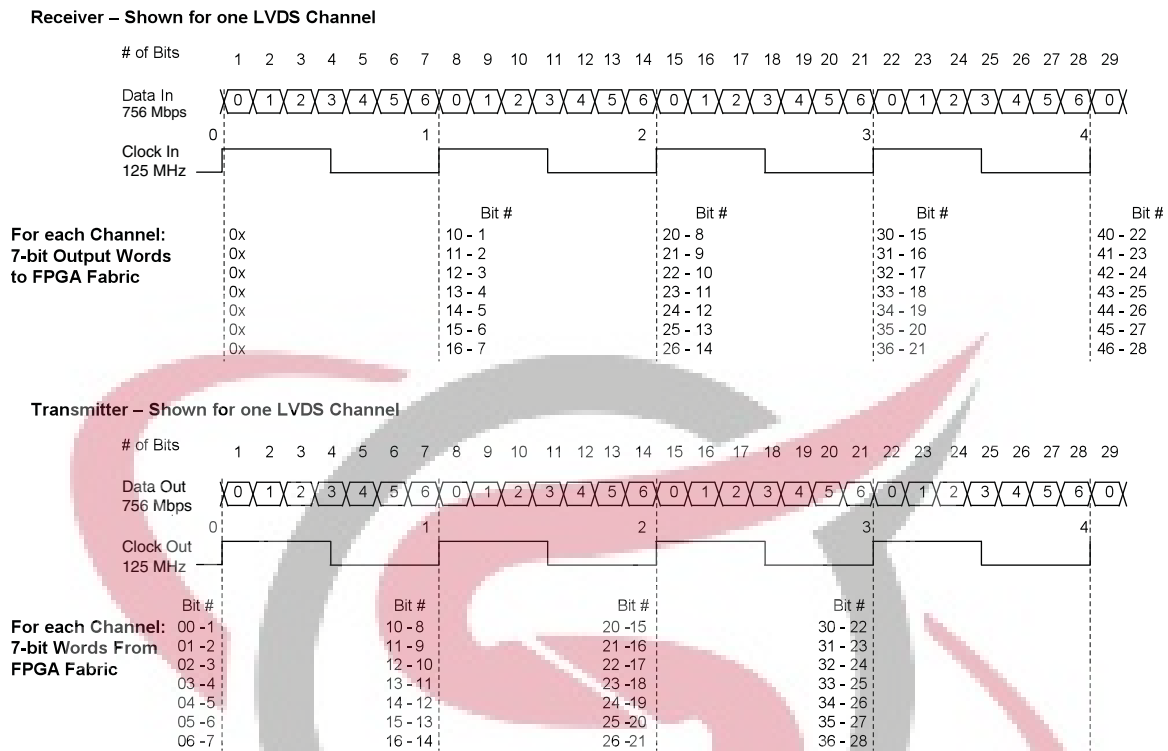 Receiver – Shown for one LVDS Channel
# of Bits 1 2 3 4 5 6 7 8 9 10 11 12 13 14 15 16 17 18 19 20 21 22 23 24 25 26 27 28 29
Data In 0 1 2 3 4 5 6 0 1 2 3 4 5 6 0 1 2 3 4 5 6 0 1 2 3 4 5 6 0
756 Mbps
0 1 2 3 4
Clock In
125 MHz
Bit # Bit # Bit # Bit #
For each Channel: 0x 10 - 1 20 - 8 30 - 15 40 - 22
7-bit Output Words 0x 11 - 2 21 - 9 31 - 16 41 - 23
to FPGA Fabric 0x 12 - 3 22 - 10 32 - 17 42 - 24
0x 13 - 4 23 - 11 33 - 18 43 - 25
0x 14 - 5 24 - 12 34 - 19 44 - 26
0x 15 - 6 25 - 13 35 - 20 45 - 27
0x 16 - 7 26 - 14 36 - 21 46 - 28
Transmitter – Shown for one LVDS Channel
# of Bits 1 2 3 4 5 6 7 8 9 10 11 12 13 14 15 16 17 18 19 20 21 22 23 24 25 26 27 28 29
Data Out 0 1 2 3 4 5 6 0 1 2 3 4 5 6 0 1 2 3 4 5 6 0 1 2 3 4 5 6 0
756 Mbps
0 1 2 3 4
Clock Out
125 MHz
Bit # Bit # Bit # Bit #
For each Channel: 00 -1 10 - 8 20 -15 30 - 22
7-bit Words From 01 -2 11 - 9 21 -16 31 - 23
FPGA Fabric 02 -3 12 - 10 22 -17 32 - 24
03 -4 13 - 11 23 -18 33 - 25
04 -5 14 - 12 24 -19 34 - 26
05 -6 15 - 13 25 -20 35 - 27
06 -7 16 - 14 26 -21 36 - 28